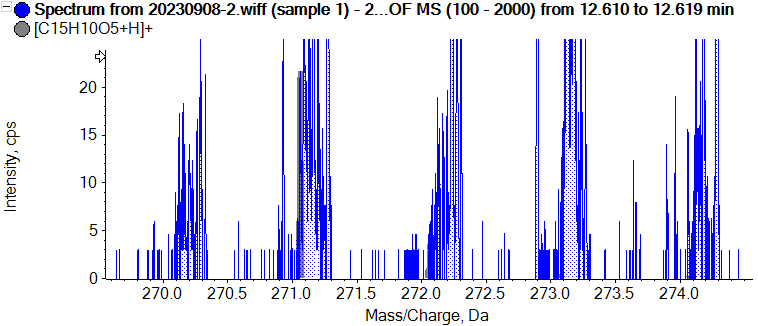 Spectrum from 20230908-2.wiff (sample 1) - 2...OF MS (100 - 2000) from 12.610 to 12.619 min
[C15H10O5+H]+
Intensity, cps
20
15
10
5
0
270.0 270.5 271.0 271.5 272.0 272.5 273.0 273.5 274.0
Mass/Charge, Da